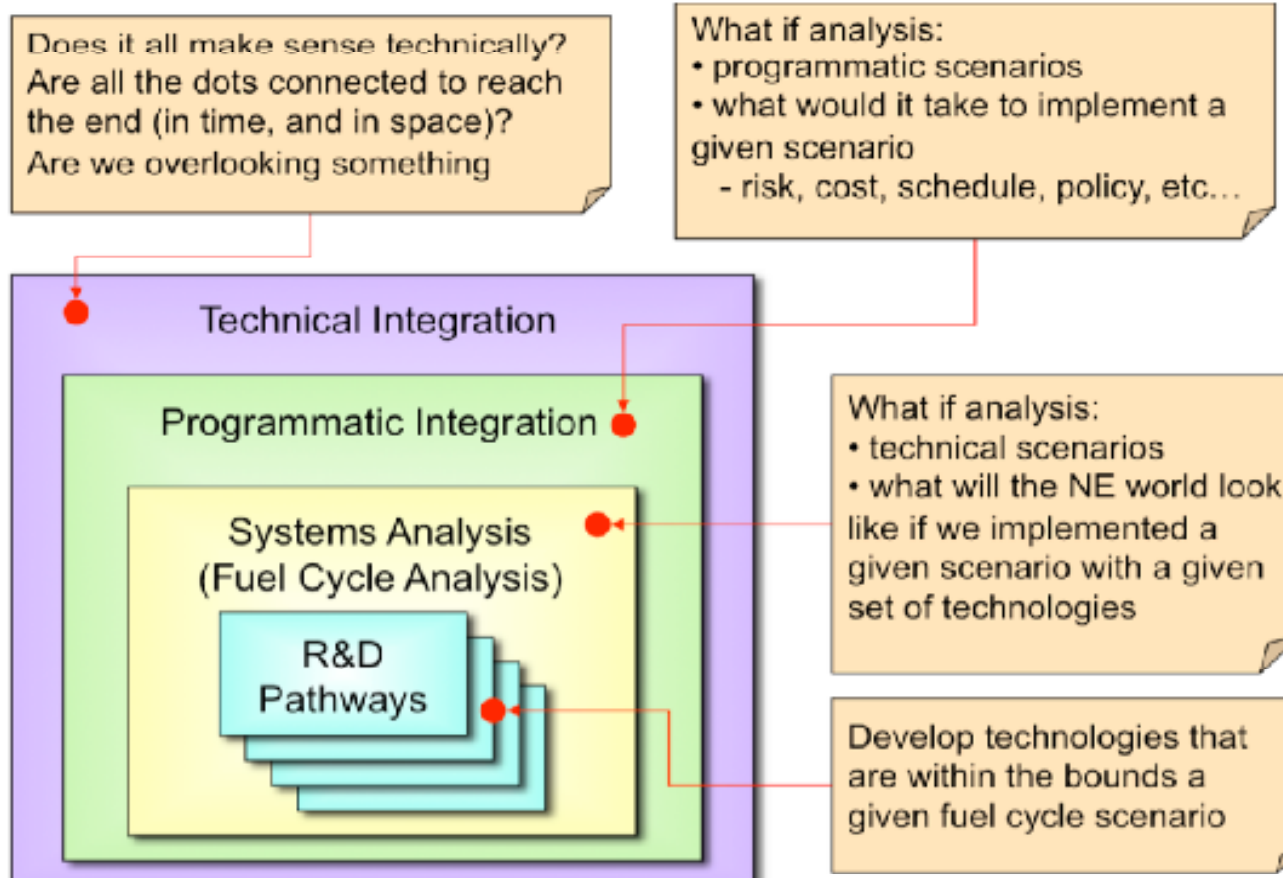 Does it all make sense technically?
Are all the dots connected to reach
the end (in time, and in space)?
Are we overlooking something
What if analysis:
• programmatic scenarios
• what would it take to implement a
given scenario
- risk, cost, schedule, policy, etc...
Technical Integration
Programmatic Integration
Systems Analysis
(Fuel Cycle Analysis)
R&D
Pathways
What if analysis:
• technical scenarios
• what will the NE world look
like if we implemented a
given scenario with a given
set of technologies
Develop technologies that
are within the bounds a
given fuel cycle scenario